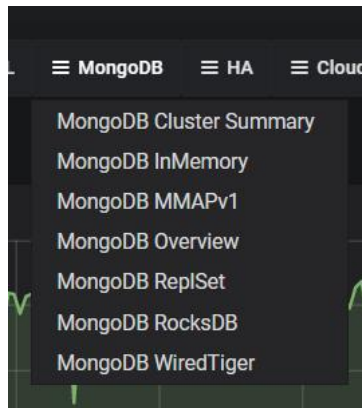 MongoDB HA
MongoDB Cluster Summary
MongoDB InMemory
MongoDB MMAPv1
MongoDB Overview
MongoDB ReplSet
MongoDB RocksDB
MongoDB WiredTiger